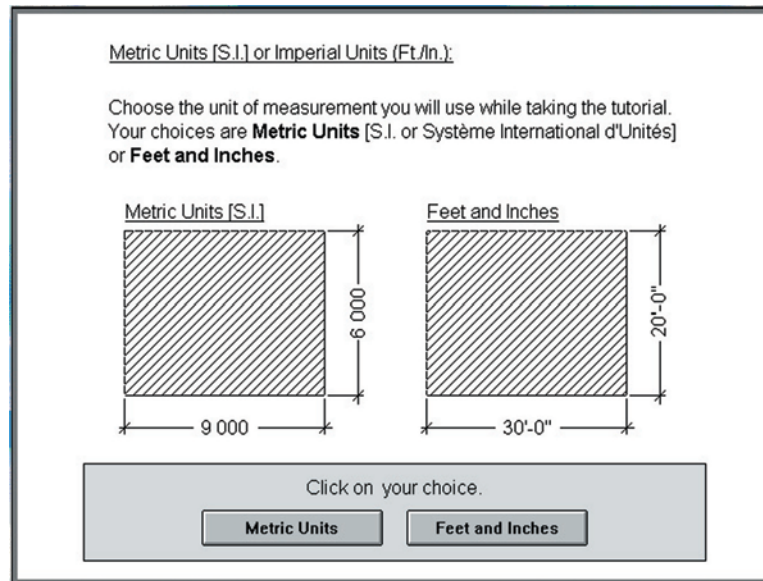 Metric Units [S.I.] or Imperial Units (Ft./In.):
Choose the unit of measurement you will use while taking the tutorial.
Your choices are Metric Units [S.I. or Système International d'Unités]
or Feet and Inches.
Metric Units [S.I.]
6 000
9 000
Feet and Inches
20'-0"
30'-0"
Click on your choice.
Metric Units
Feet and Inches